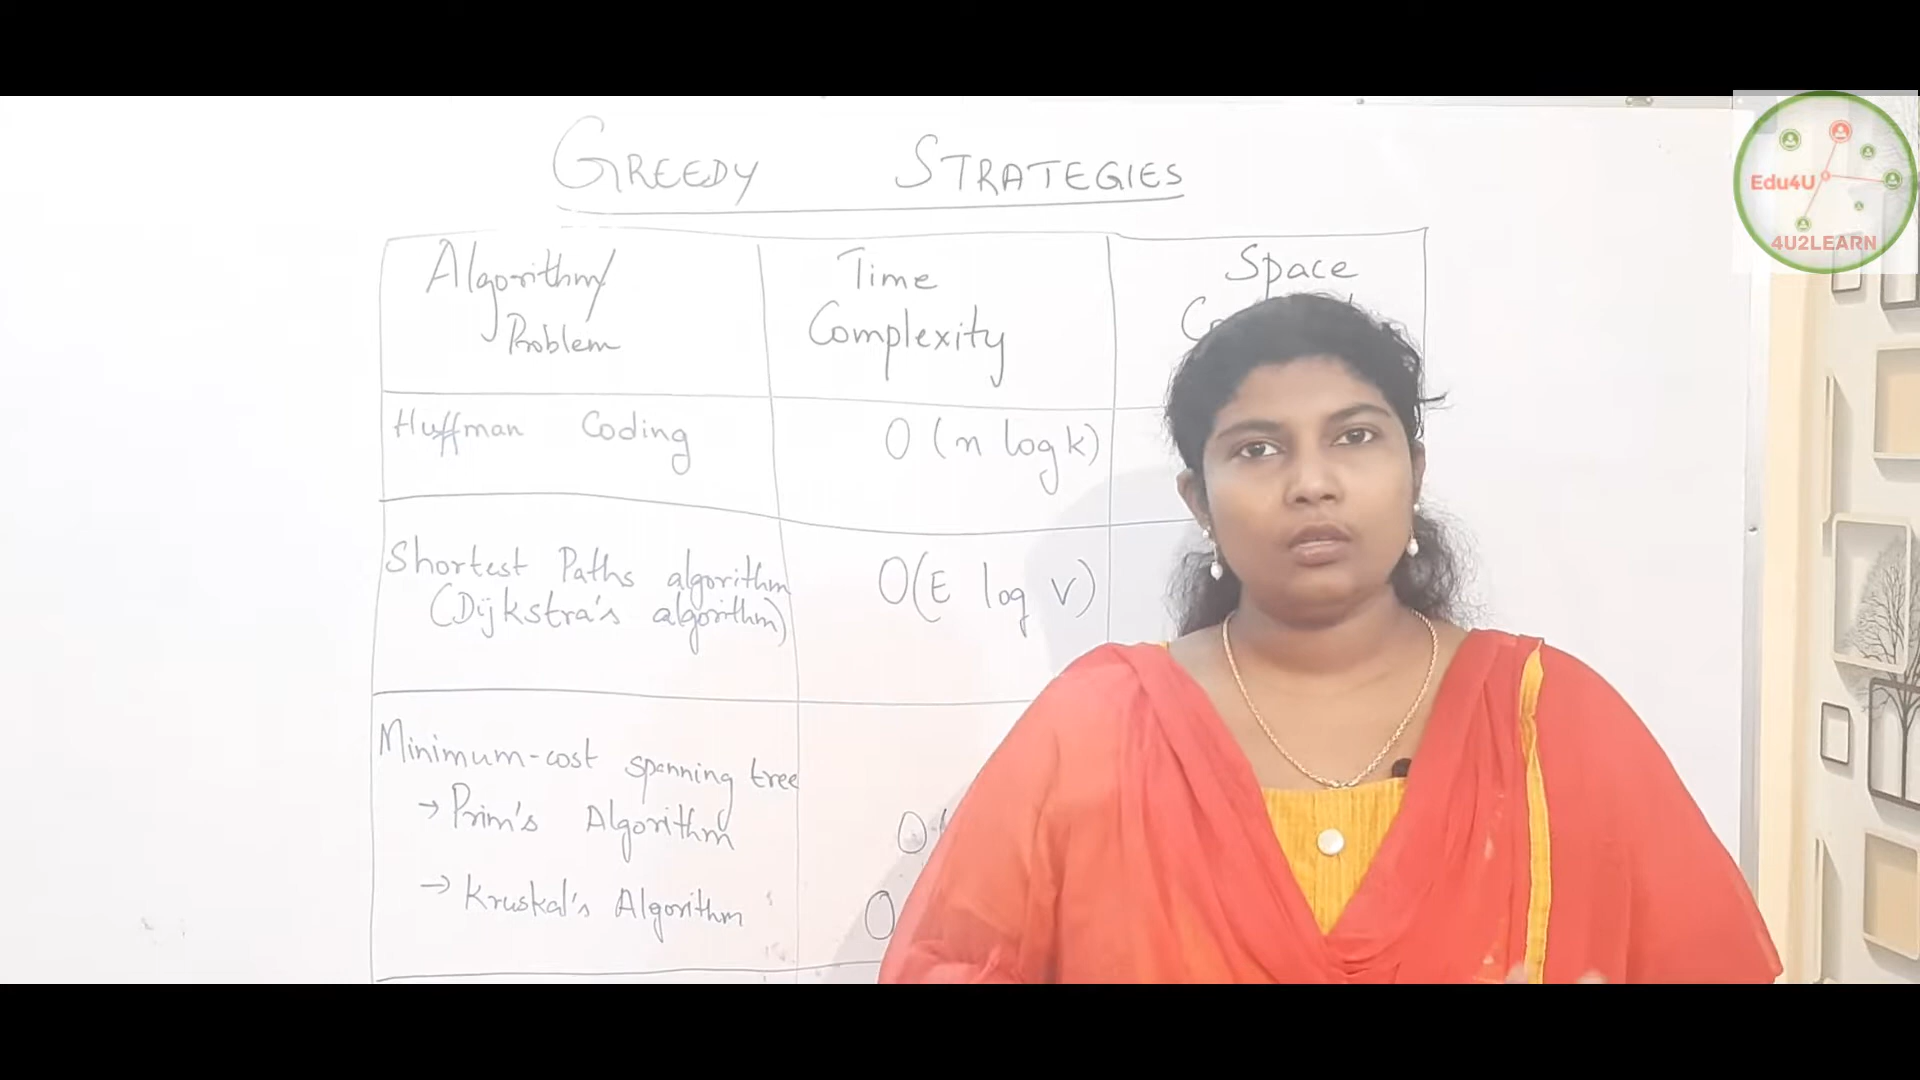 GREEDY STRATEGIES
Algorithm/
Problem
Time
Complexity
Space
Huffman Coding
O (n log k)
Shortest Paths algorithm
(Dijkstra's algorithm)
O(E log V)
Minimum-cost spanning tree
→ Prim's Algorithm
O(
→ Kruskal's Algorithm
O
Edu4U
4U2LEARN